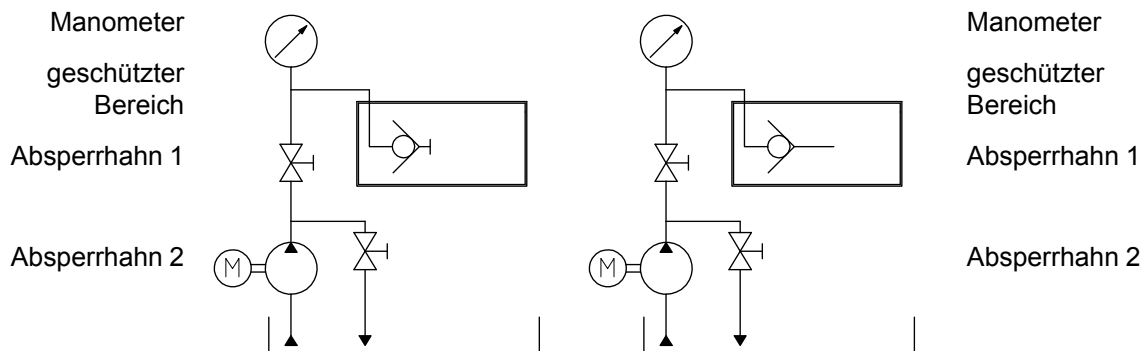 Manometer
geschützter
Bereich
Absperrhahn 1
Absperrhahn 2
M
M
Manometer
geschützter
Bereich
Absperrhahn 1
Absperrhahn 2